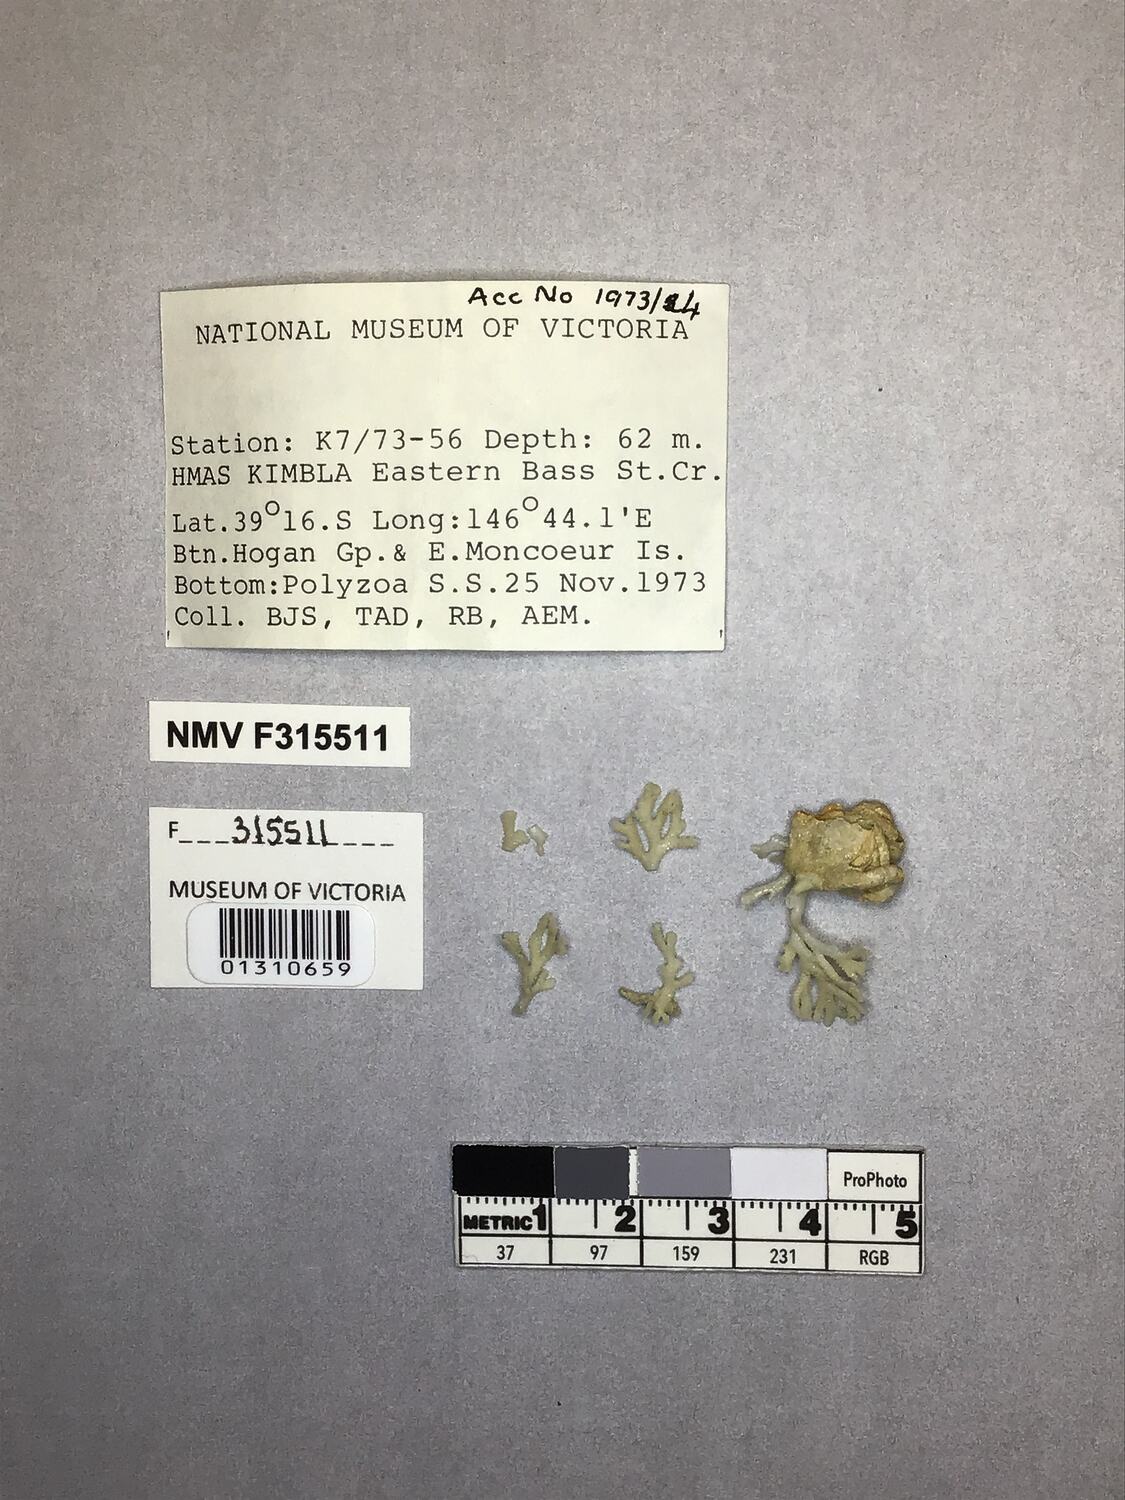 Acc No 1973/24
NATIONAL MUSEUM OF VICTORIA
Station: K7/73-56 Depth: 62 m.
HMAS KIMBLA Eastern Bass St.Cr.
Lat.39°16.S Long:146°44.1'E
Btn.Hogan Gp.& E.Moncoeur Is.
Bottom:Polyzoa S.S.25 Nov.1973
Coll. BJS, TAD, RB, AEM.
NMV F315511
F___315511____
MUSEUM OF VICTORIA
01310659
ProPhoto
METRIC 1 2 3 4 5
37 97 159 231 RGB